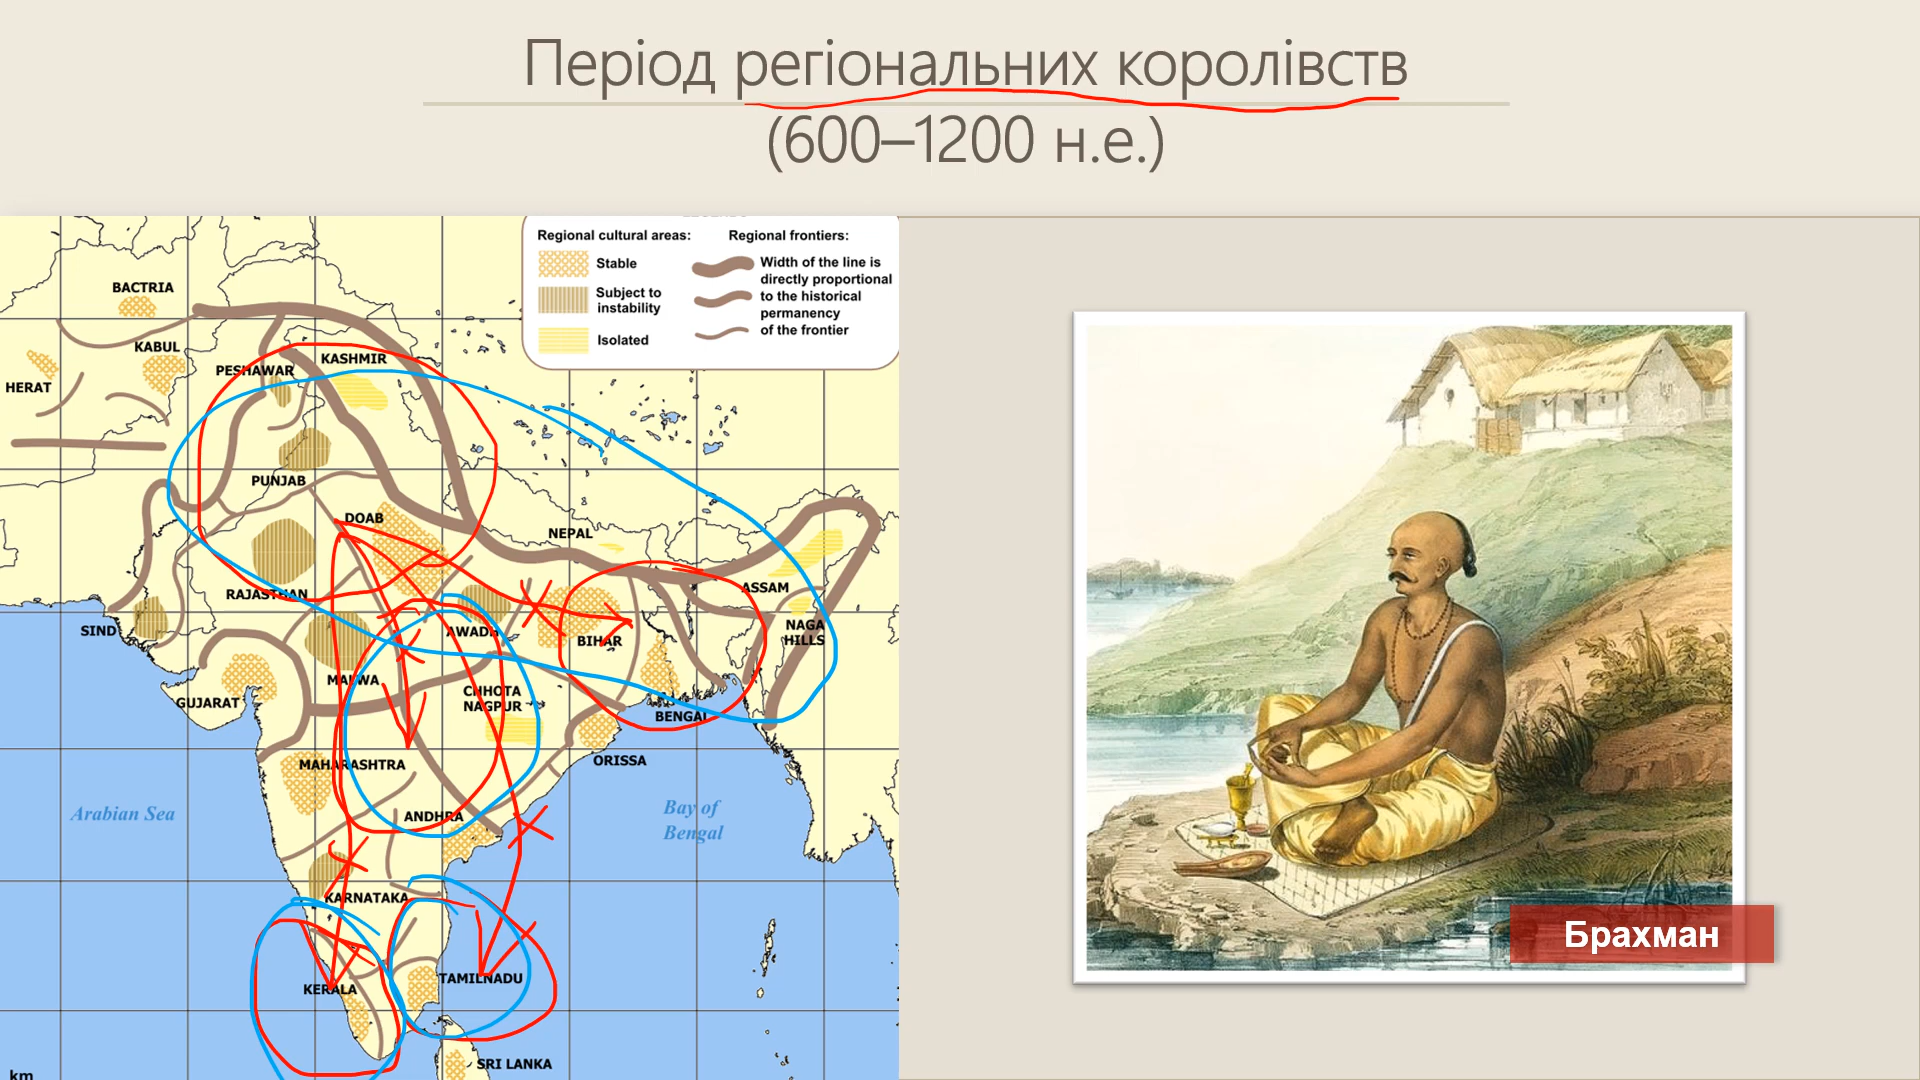 Період регіональних королівств
(600–1200 н.е.)
Regional cultural areas:
Stable
Subject to
instability
Isolated
Regional frontiers:
Width of the line is
directly proportional
to the historical
permanency
of the frontier
BACTRIA
KABUL
HERAT
PESHAWAR
KASHMIR
PUNJAB
DOAB
NEPAL
RAJASTHAN
ASSAM
SIND
AWADH
BIHAR
NAGA
HILLS
MALWA
GUJARAT
CHHOTA
NAGPUR
BENGAL
MAHARASHTRA
ORISSA
Arabian Sea
ANDHRA
Bay of
Bengal
KARNATAKA
KERALA
TAMILNADU
SRI LANKA
km
Брахман